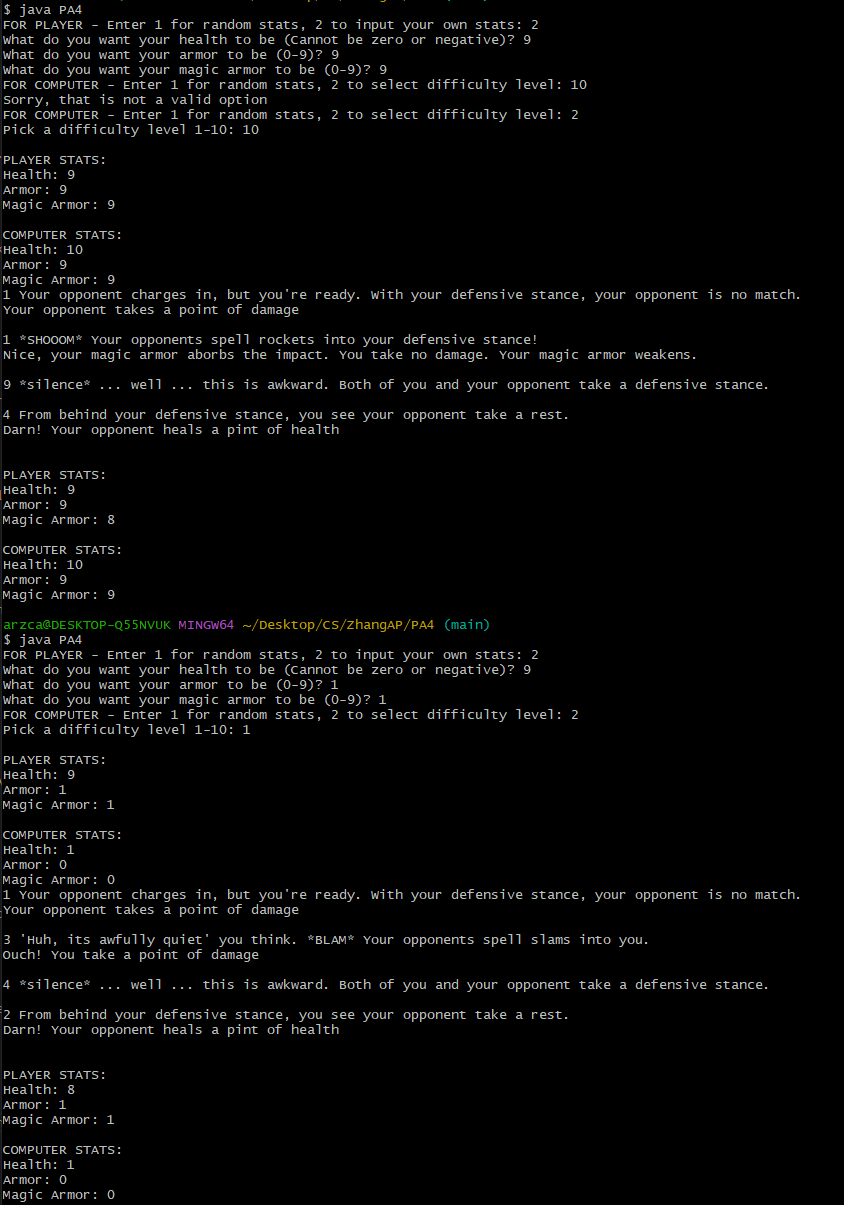 $ java PA4
FOR PLAYER - Enter 1 for random stats, 2 to input your own stats: 2
What do you want your health to be (Cannot be zero or negative)? 9
What do you want your armor to be (0-9)? 9
What do you want your magic armor to be (0-9)? 9
FOR COMPUTER - Enter 1 for random stats, 2 to select difficulty level: 10
Sorry, that is not a valid option
FOR COMPUTER - Enter 1 for random stats, 2 to select difficulty level: 2
Pick a difficulty level 1-10: 10
PLAYER STATS:
Health: 9
Armor: 9
Magic Armor: 9
COMPUTER STATS:
Health: 10
Armor: 9
Magic Armor: 9
1 Your opponent charges in, but you're ready. With your defensive stance, your opponent is no match.
Your opponent takes a point of damage
1 *SHOOOM* Your opponents spell rockets into your defensive stance!
Nice, your magic armor aborbs the impact. You take no damage. Your magic armor weakens.
9 *silence* ... well ... this is awkward. Both of you and your opponent take a defensive stance.
4 From behind your defensive stance, you see your opponent take a rest.
Darn! Your opponent heals a pint of health
PLAYER STATS:
Health: 9
Armor: 9
Magic Armor: 8
COMPUTER STATS:
Health: 10
Armor: 9
Magic Armor: 9
arzca@DESKTOP-Q55NVUK MINGW64 ~/Desktop/CS/ZhangAP/PA4 (main)
$ java PA4
FOR PLAYER - Enter 1 for random stats, 2 to input your own stats: 2
What do you want your health to be (Cannot be zero or negative)? 9
What do you want your armor to be (0-9)? 1
What do you want your magic armor to be (0-9)? 1
FOR COMPUTER - Enter 1 for random stats, 2 to select difficulty level: 2
Pick a difficulty level 1-10: 1
PLAYER STATS:
Health: 9
Armor: 1
Magic Armor: 1
COMPUTER STATS:
Health: 1
Armor: 0
Magic Armor: 0
1 Your opponent charges in, but you're ready. With your defensive stance, your opponent is no match.
Your opponent takes a point of damage
3 'Huh, its awfully quiet' you think. *BLAM* Your opponents spell slams into you.
Ouch! You take a point of damage
4 *silence* ... well ... this is awkward. Both of you and your opponent take a defensive stance.
2 From behind your defensive stance, you see your opponent take a rest.
Darn! Your opponent heals a pint of health
PLAYER STATS:
Health: 8
Armor: 1
Magic Armor: 1
COMPUTER STATS:
Health: 1
Armor: 0
Magic Armor: 0